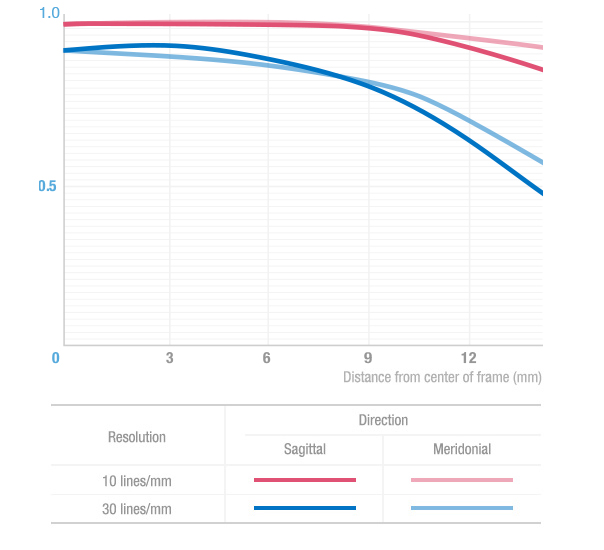 1.0
0.5
0 3 6 9 12
Distance from center of frame (mm)
Resolution
Direction
Sagittal Meridonial
10 lines/mm
30 lines/mm